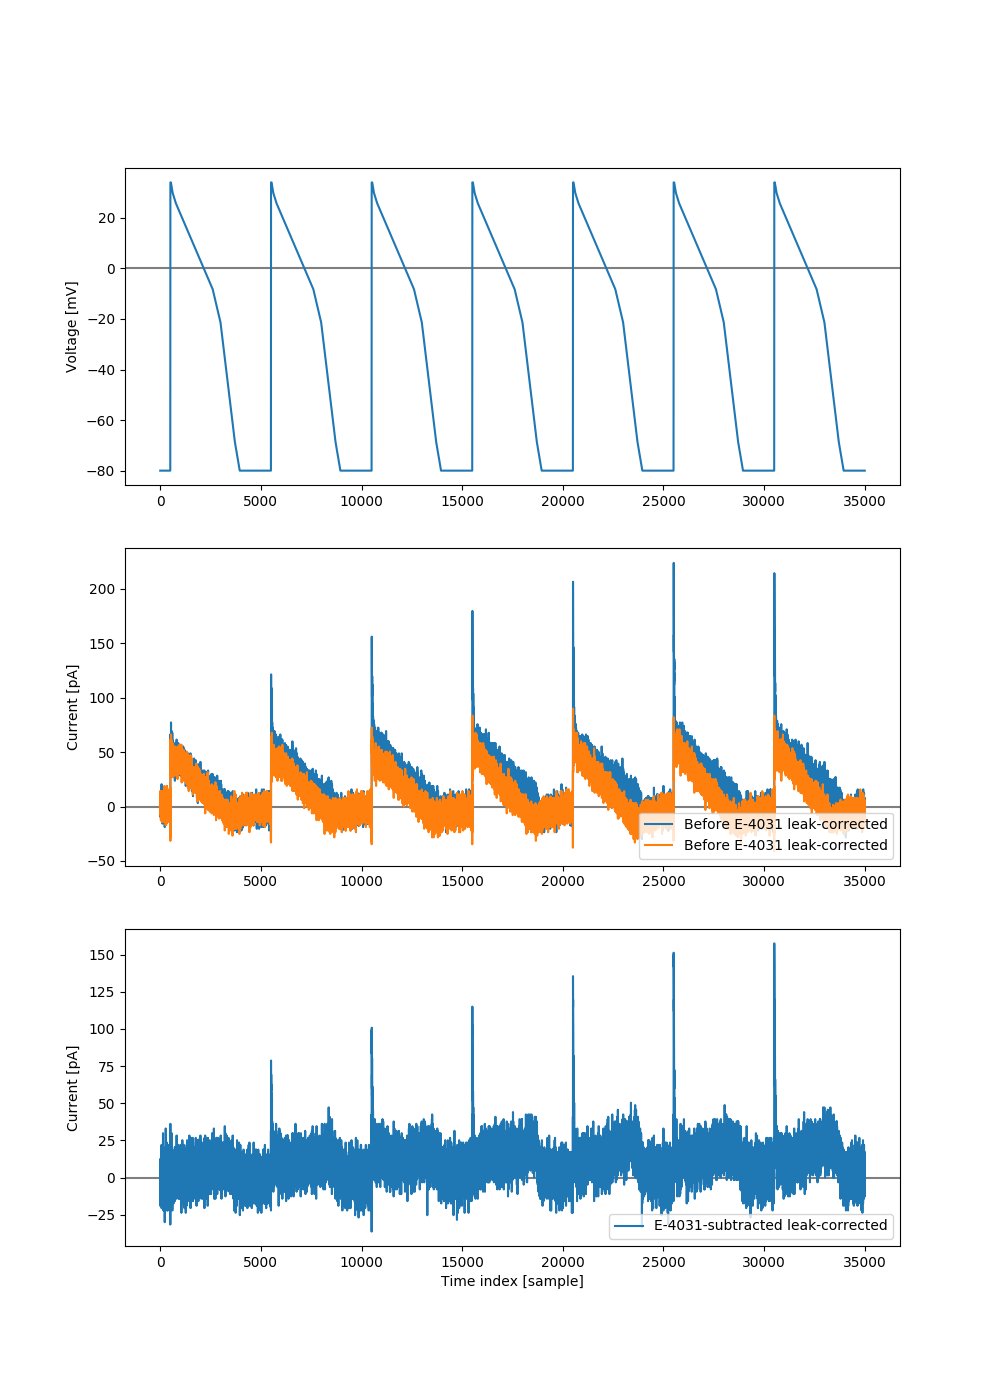 20
0
−20
−40
−60
−80
Voltage [mV]
0 5000 10000 15000 20000 25000 30000 35000
200
150
100
50
0
−50
Current [pA]
Before E-4031 leak-corrected
Before E-4031 leak-corrected
0 5000 10000 15000 20000 25000 30000 35000
150
125
100
75
50
25
0
−25
Current [pA]
E-4031-subtracted leak-corrected
0 5000 10000 15000 20000 25000 30000 35000
Time index [sample]